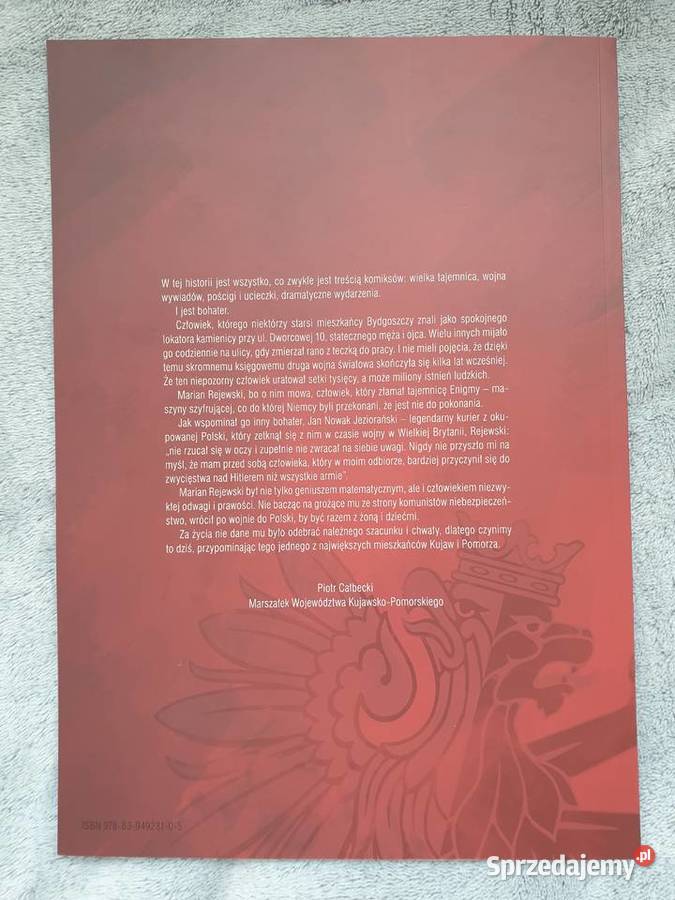 W tej historii jest wszystko, co zwykle jest treścią komiksów: wielka tajemnica, wojna
wywiadów, pościgi i ucieczki, dramatyczne wydarzenia.
I jest bohater.
Człowiek, którego niektórzy starsi mieszkańcy Bydgoszczy znali jako spokojnego
lokatora kamienicy przy ul. Dworcowej 10, statecznego męża i ojca. Wielu innych mijało
go codziennie na ulicy, gdy zmierzał rano z teczką do pracy. I nie mieli pojęcia, że dzięki
temu skromnemu księgowemu druga wojna światowa skończyła się kilka lat wcześniej.
Że ten niepozorny człowiek uratował setki tysięcy, a może miliony istnień ludzkich.
Marian Rejewski, bo o nim mowa, człowiek, który złamał tajemnicę Enigmy – ma-
szyny szyfrującej, co do której Niemcy byli przekonani, że jest nie do pokonania.
Jak wspominał go inny bohater, Jan Nowak Jeziorański – legendarny kurier z oku-
powanej Polski, który zetknął się z nim w czasie wojny w Wielkiej Brytanii, Rejewski:
„nie rzucał się w oczy i zupełnie nie zwracał na siebie uwagi. Nigdy nie przyszło mi na
myśl, że mam przed sobą człowieka, który w moim odbiorze, bardziej przyczynił się do
zwycięstwa nad Hitlerem niż wszystkie armie”.
Marian Rejewski był nie tylko geniuszem matematycznym, ale i człowiekiem niezwy-
kłej odwagi i prawości. Nie bacząc na grożące mu ze strony komunistów niebezpieczeń-
stwo, wrócił po wojnie do Polski, by być razem z żoną i dziećmi.
Za życia nie dane mu było odebrać należnego szacunku i chwały, dlatego czynimy
to dziś, przypominając tego jednego z największych mieszkańców Kujaw i Pomorza.
Piotr Całbecki
Marszałek Województwa Kujawsko-Pomorskiego
ISBN 978-83-949231-0-5
Sprzedajemy.pl